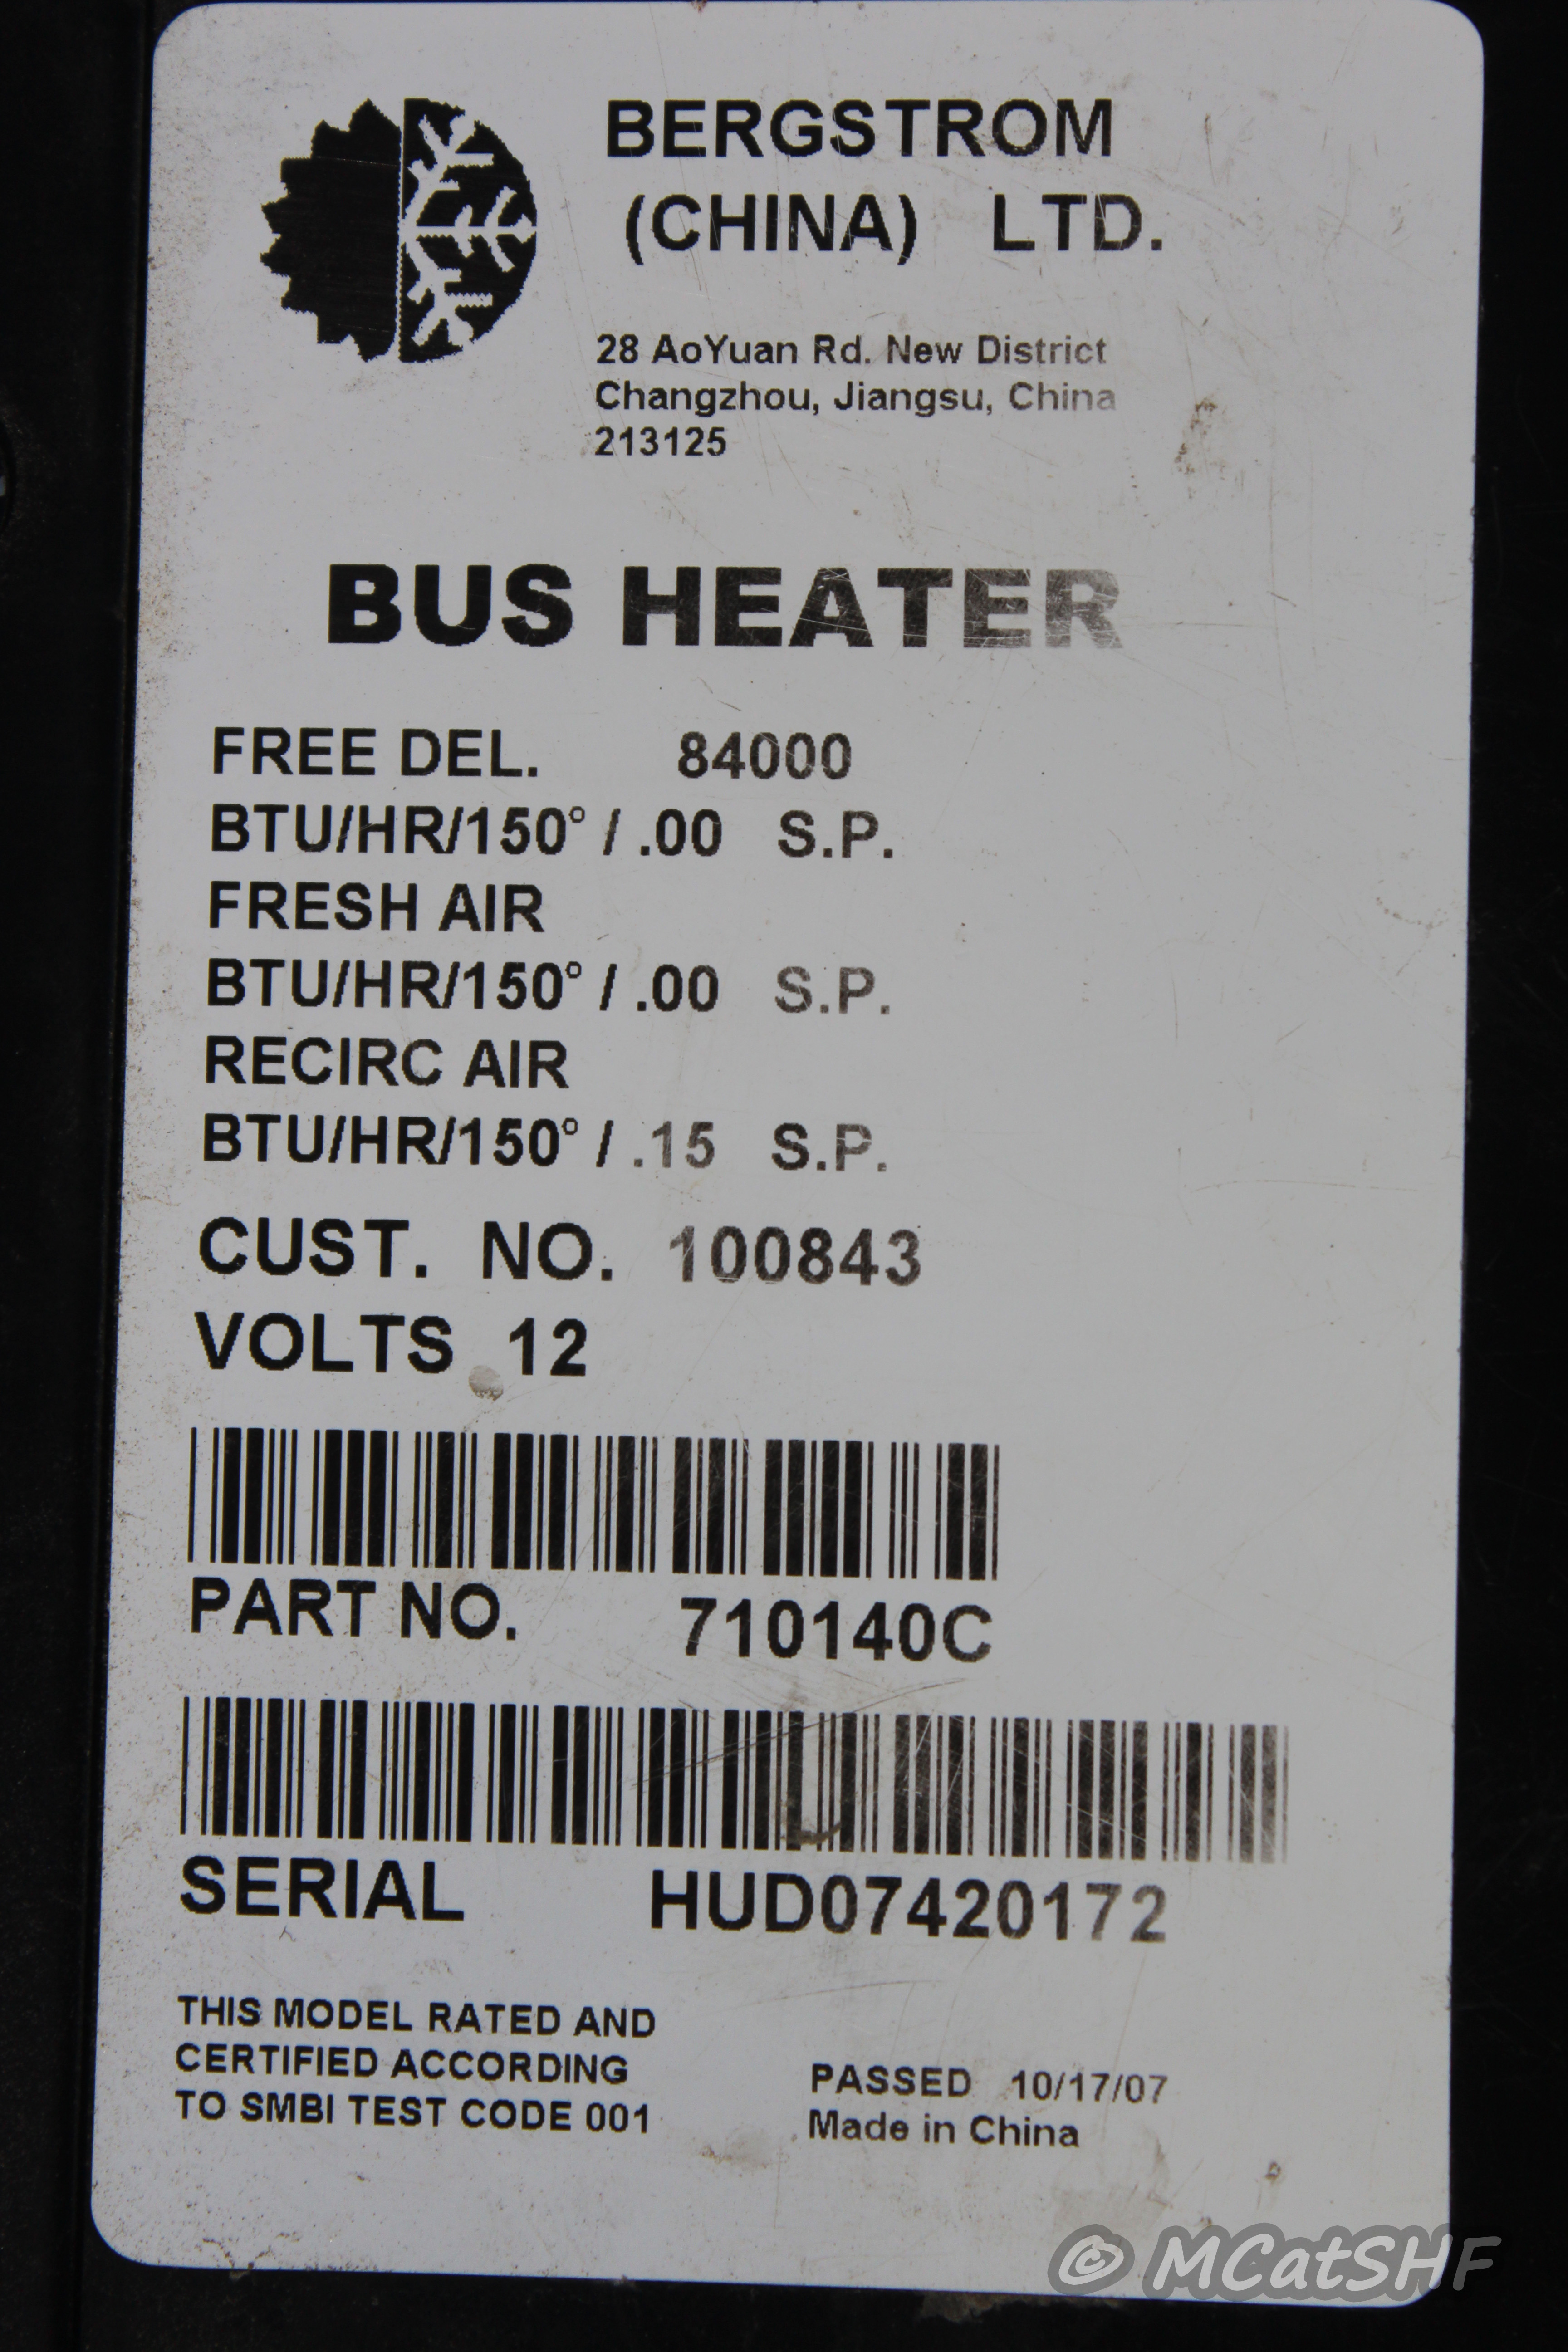 BERGSTROM
(CHINA) LTD.
28 AoYuan Rd. New District
Changzhou, Jiangsu, China
213125
BUS HEATER
FREE DEL. 84000
BTU/HR/150° / .00 S.P.
FRESH AIR
BTU/HR/150° / .00 S.P.
RECIRC AIR
BTU/HR/150° / .15 S.P.
CUST. NO. 100843
VOLTS 12
PART NO. 710140C
SERIAL HUD07420172
THIS MODEL RATED AND
CERTIFIED ACCORDING
TO SMBI TEST CODE 001
PASSED 10/17/07
Made in China
© MCatSHF